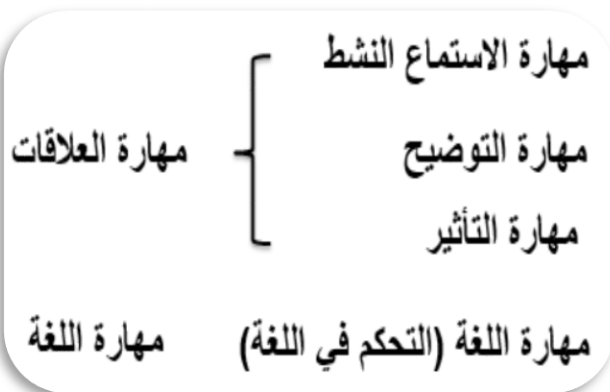 مهارة الاستماع النشط
مهارة التوضيح
مهارة العلاقات
مهارة التأثير
مهارة اللغة (التحكم في اللغة) مهارة اللغة